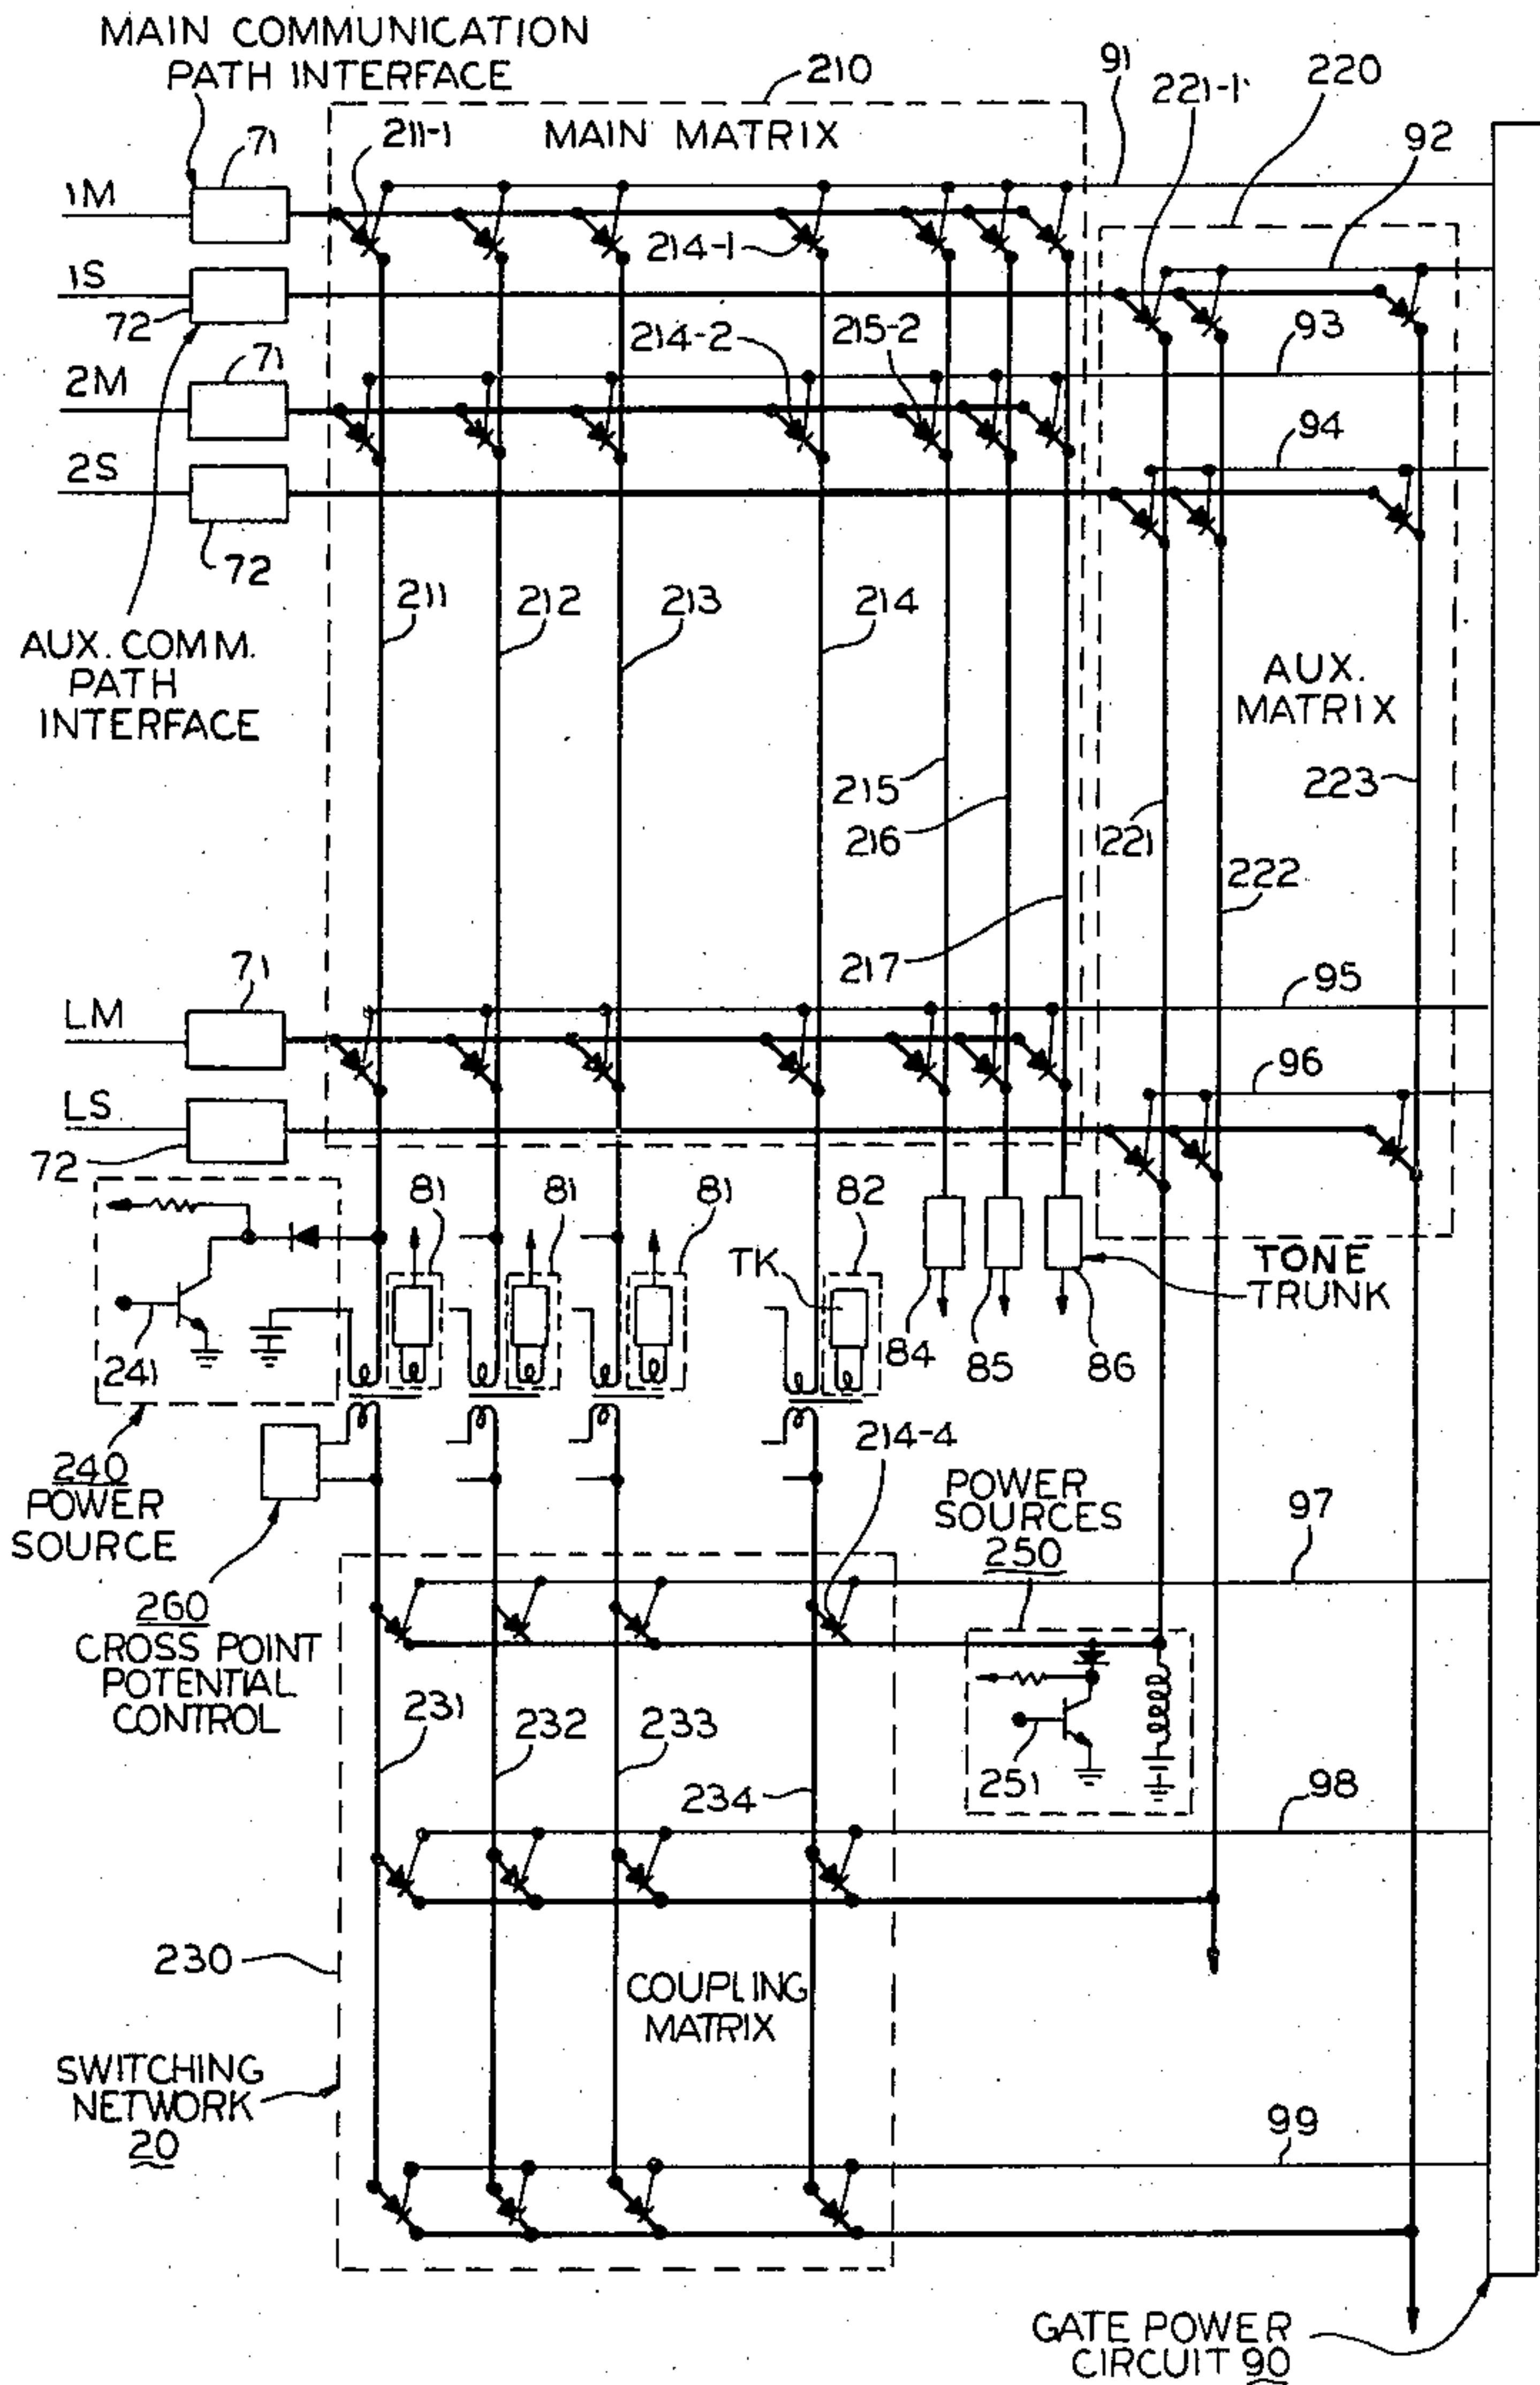 MAIN COMMUNICATION
PATH INTERFACE
210
91
221-1
220
71
211-1
MAIN MATRIX
92
1M
214-1
1S
72
214-2
215-2
93
71
2M
94
2S
72
211
212
213
214
AUX. COMM.
PATH
INTERFACE
AUX.
MATRIX
215
223
216
221
222
71
217
95
LM
96
LS
72
81
81
81
82
TONE
TRUNK
TK
241
84
85
86
214-4
240
POWER
SOURCE
POWER
SOURCES
250
97
260
CROSS POINT
POTENTIAL
CONTROL
231
232
233
234
251
98
230
COUPLING
MATRIX
SWITCHING
NETWORK
20
99
GATE POWER
CIRCUIT 90